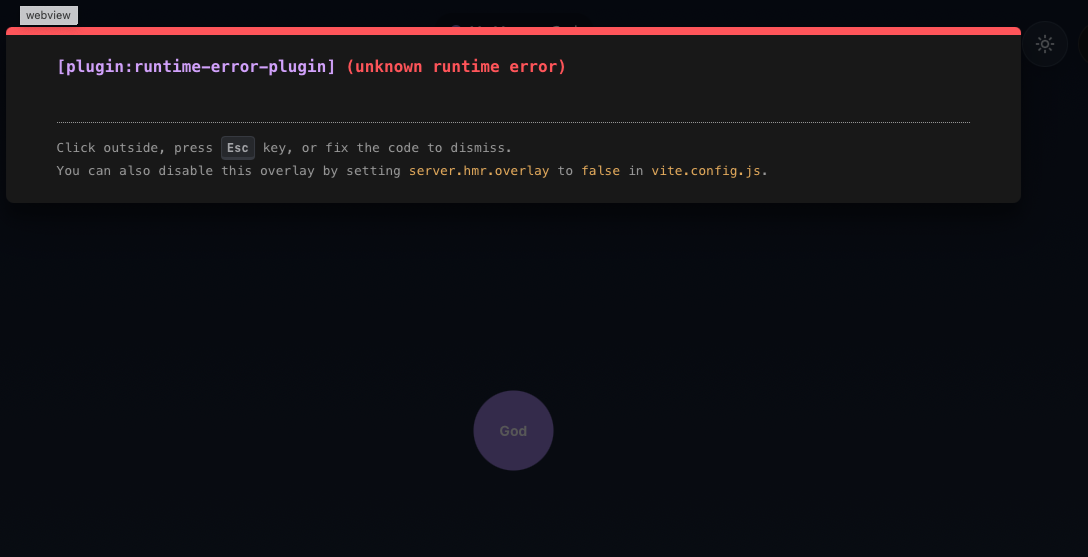 webview
[plugin:runtime-error-plugin] (unknown runtime error)
Click outside, press Esc key, or fix the code to dismiss.
You can also disable this overlay by setting server.hmr.overlay to false in vite.config.js.
God